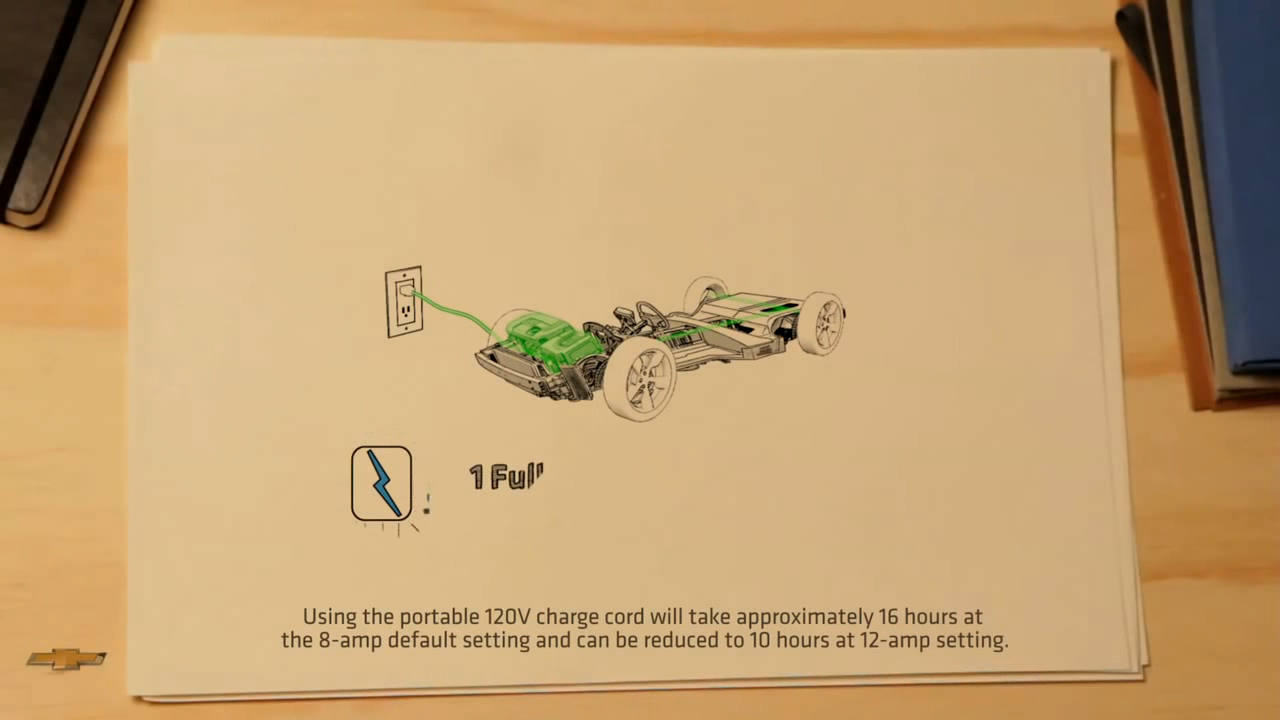 1 Full
Using the portable 120V charge cord will take approximately 16 hours at
the 8-amp default setting and can be reduced to 10 hours at 12-amp setting.